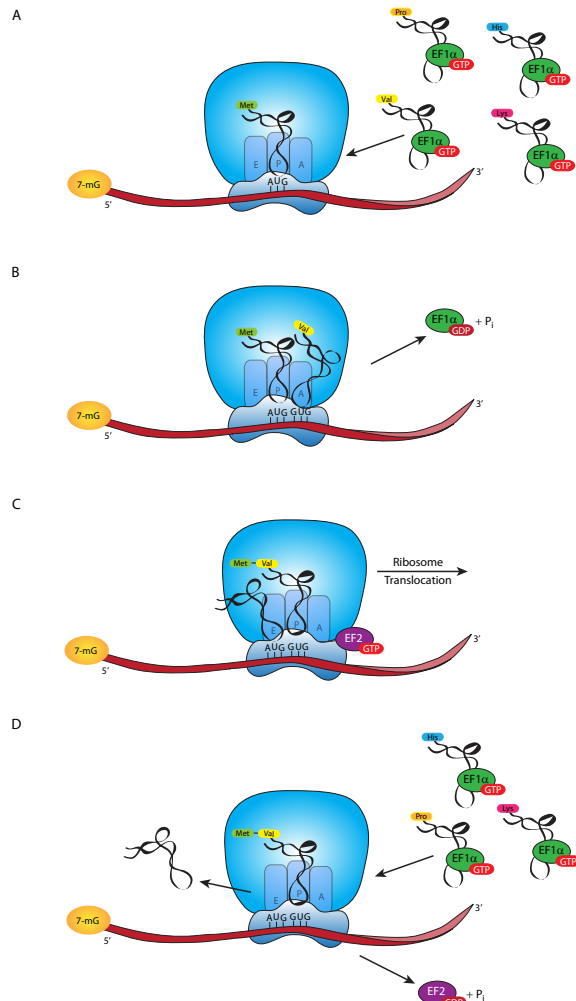 A
Pro
His
EF1α
GTP
EF1α
GTP
Met
Val
Lys
EF1α
GTP
EF1α
GTP
E P A
AUG
7-mG
5′
3′
B
Met
Val
EF1α
GDP
+ Pi
E P A
AUG GUG
7-mG
5′
3′
C
Met Val
Ribosome
Translocation
E P A
AUG GUG
EF2
GTP
7-mG
5′
3′
D
His
EF1α
GTP
Pro
Lys
Met Val
EF1α
GTP
EF1α
GTP
E P A
AUG GUG
7-mG
5′
3′
EF2
GDP
+ Pi